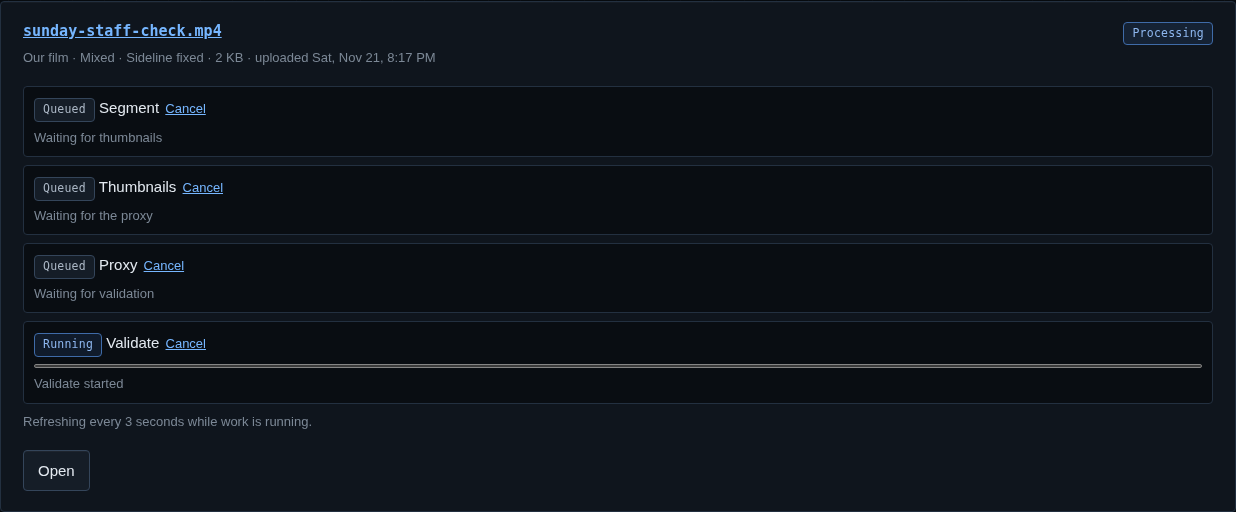 sunday-staff-check.mp4
Processing
Our film · Mixed · Sideline fixed · 2 KB · uploaded Sat, Nov 21, 8:17 PM
Queued Segment Cancel
Waiting for thumbnails
Queued Thumbnails Cancel
Waiting for the proxy
Queued Proxy Cancel
Waiting for validation
Running Validate Cancel
Validate started
Refreshing every 3 seconds while work is running.
Open